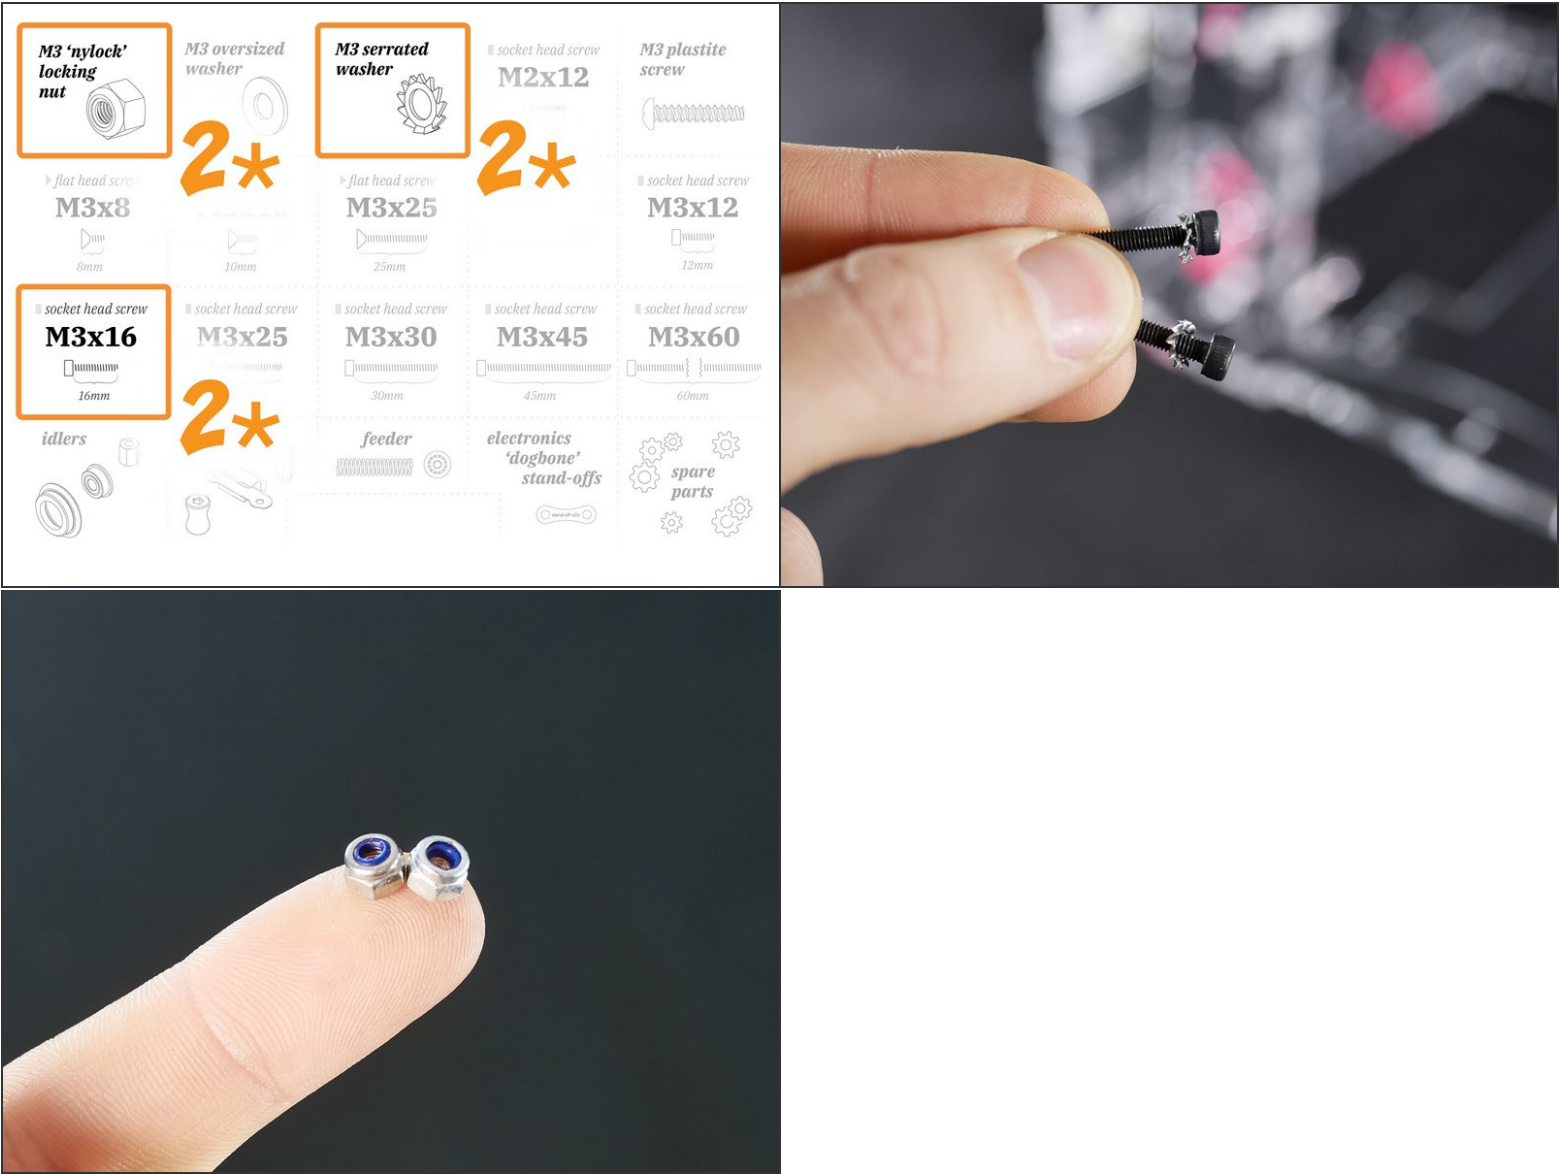 M3 ‘nylock’
locking
nut
M3 oversized
washer
M3 serrated
washer
socket head screw
M2x12
M3 plastite
screw
2*
2*
flat head screw
M3x8
8mm
10mm
flat head screw
M3x25
25mm
socket head screw
M3x12
12mm
socket head screw
M3x16
16mm
socket head screw
M3x25
socket head screw
M3x30
30mm
socket head screw
M3x45
45mm
socket head screw
M3x60
60mm
2*
idlers
feeder
electronics
‘dogbone’
stand-offs
spare
parts